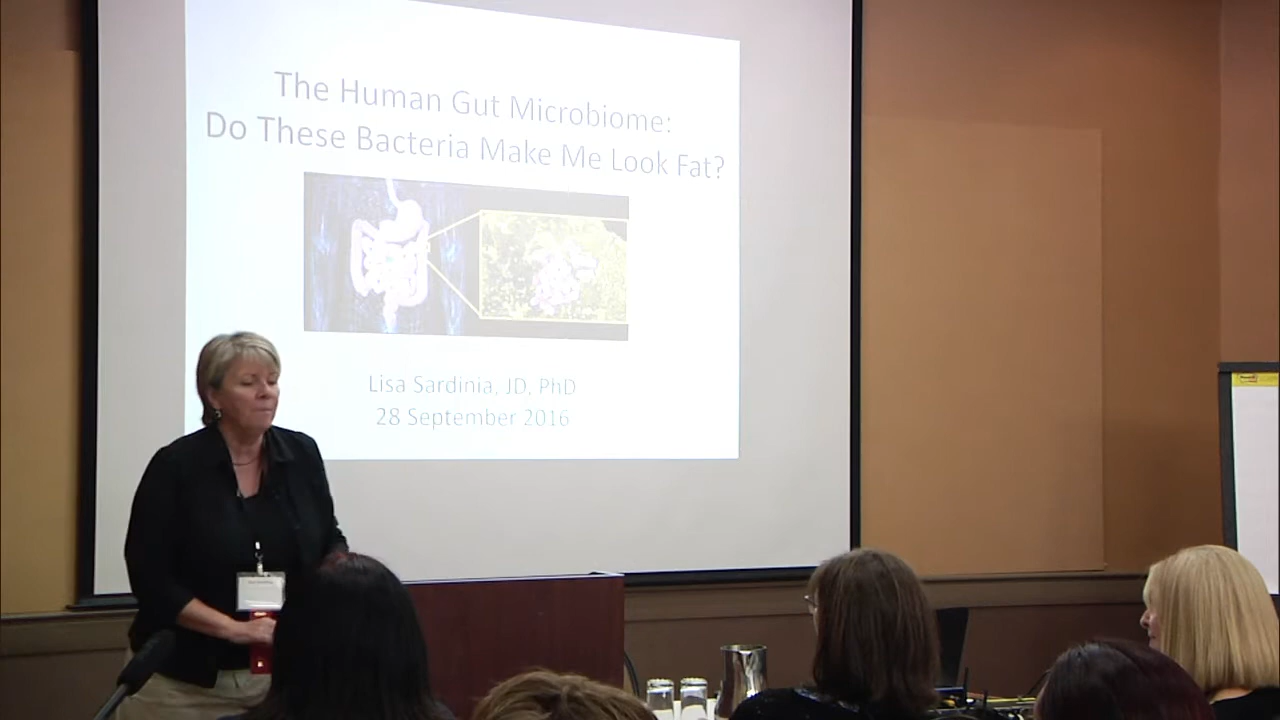 The Human Gut Microbiome:
Do These Bacteria Make Me Look Fat?
Lisa Sardinia, JD, PhD
28 September 2016